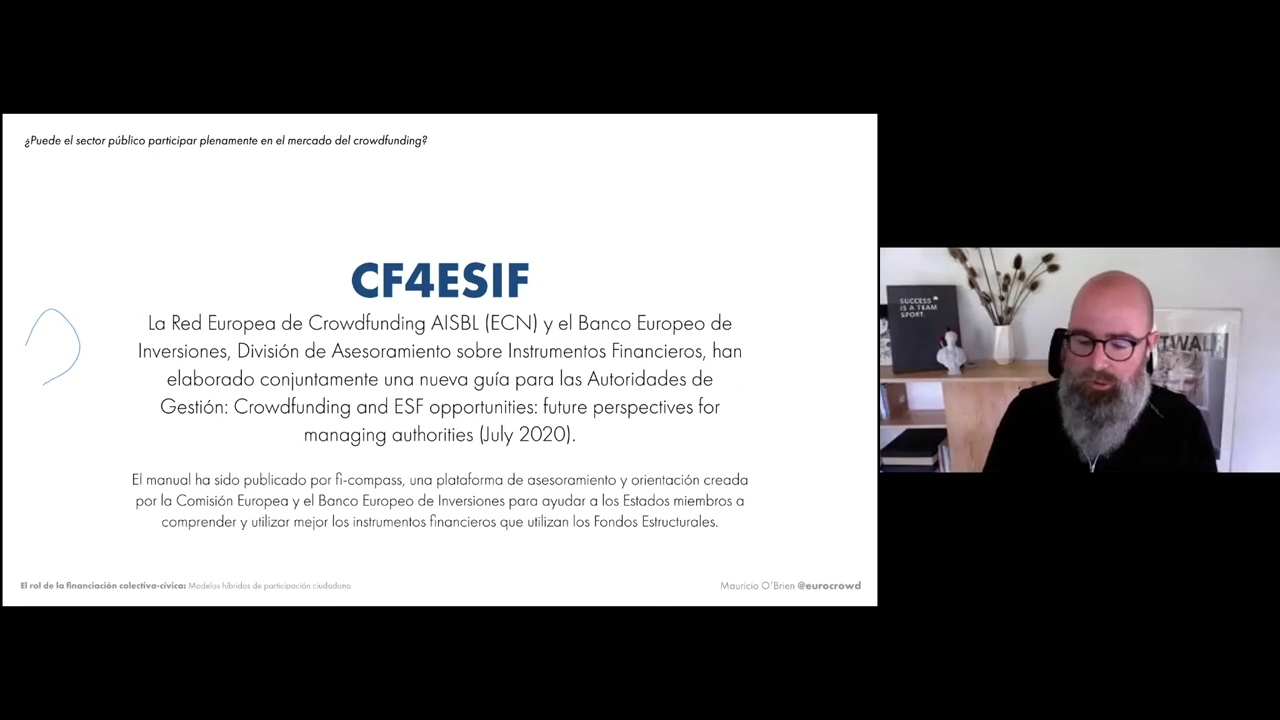 ¿Puede el sector público participar plenamente en el mercado del crowdfunding?
CF4ESIF
La Red Europea de Crowdfunding AISBL (ECN) y el Banco Europeo de
Inversiones, División de Asesoramiento sobre Instrumentos Financieros, han
elaborado conjuntamente una nueva guía para las Autoridades de
Gestión: Crowdfunding and ESF opportunities: future perspectives for
managing authorities (July 2020).
El manual ha sido publicado por fi-compass, una plataforma de asesoramiento y orientación creada
por la Comisión Europea y el Banco Europeo de Inversiones para ayudar a los Estados miembros a
comprender y utilizar mejor los instrumentos financieros que utilizan los Fondos Estructurales.
El rol de la financiación colectiva-cívica: Modelos híbridos de participación ciudadana
Mauricio O'Brien @eurocrowd
SUCCESS
IS A TEAM
SPORT.